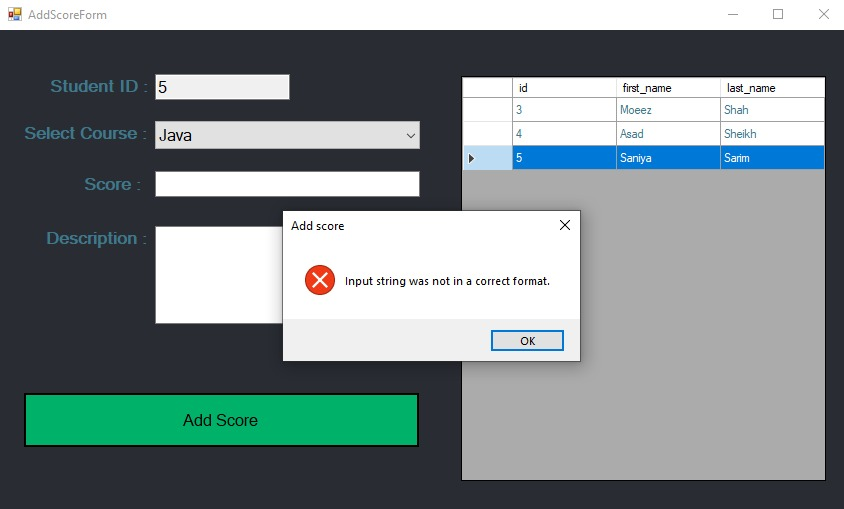 AddScoreForm
Student ID : 5
Select Course : Java
Score :
Description :
Add Score
id first_name last_name
3 Moeez Shah
4 Asad Sheikh
5 Saniya Sarim
Add score
Input string was not in a correct format.
OK